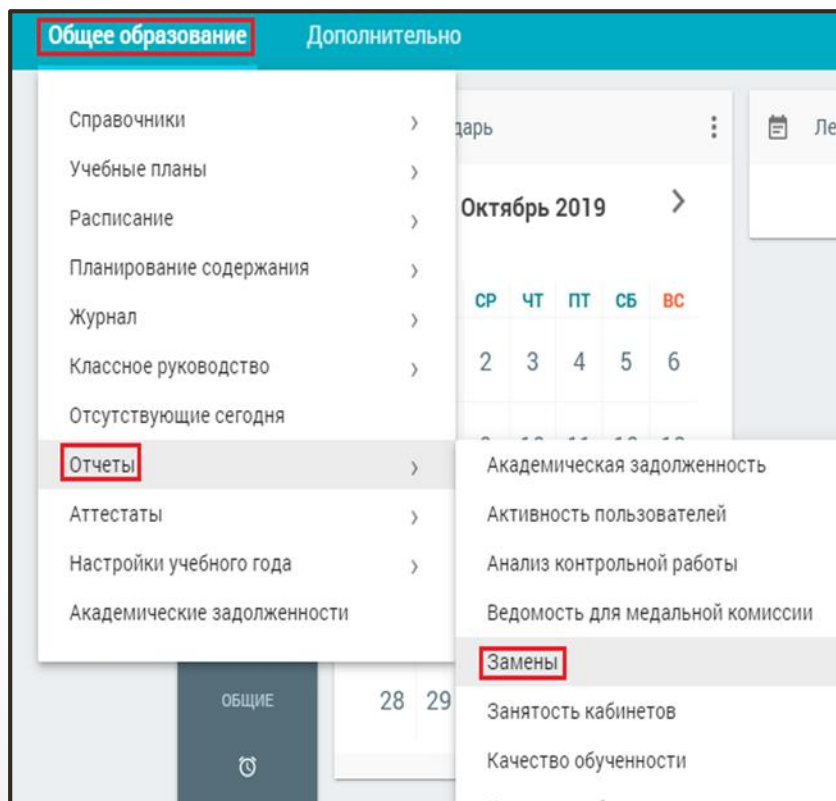 Общее образование Дополнительно
Справочники
Учебные планы
Расписание
Планирование содержания
Журнал
Классное руководство
Отсутствующие сегодня
Отчеты
Аттестаты
Настройки учебного года
Академические задолженности
дарь
Ле
Октябрь 2019
СР ЧТ ПТ СБ ВС
2 3 4 5 6
Академическая задолженность
Активность пользователей
Анализ контрольной работы
Ведомость для медальной комиссии
Замены
Занятость кабинетов
Качество обученности
ОБЩИЕ
28 29